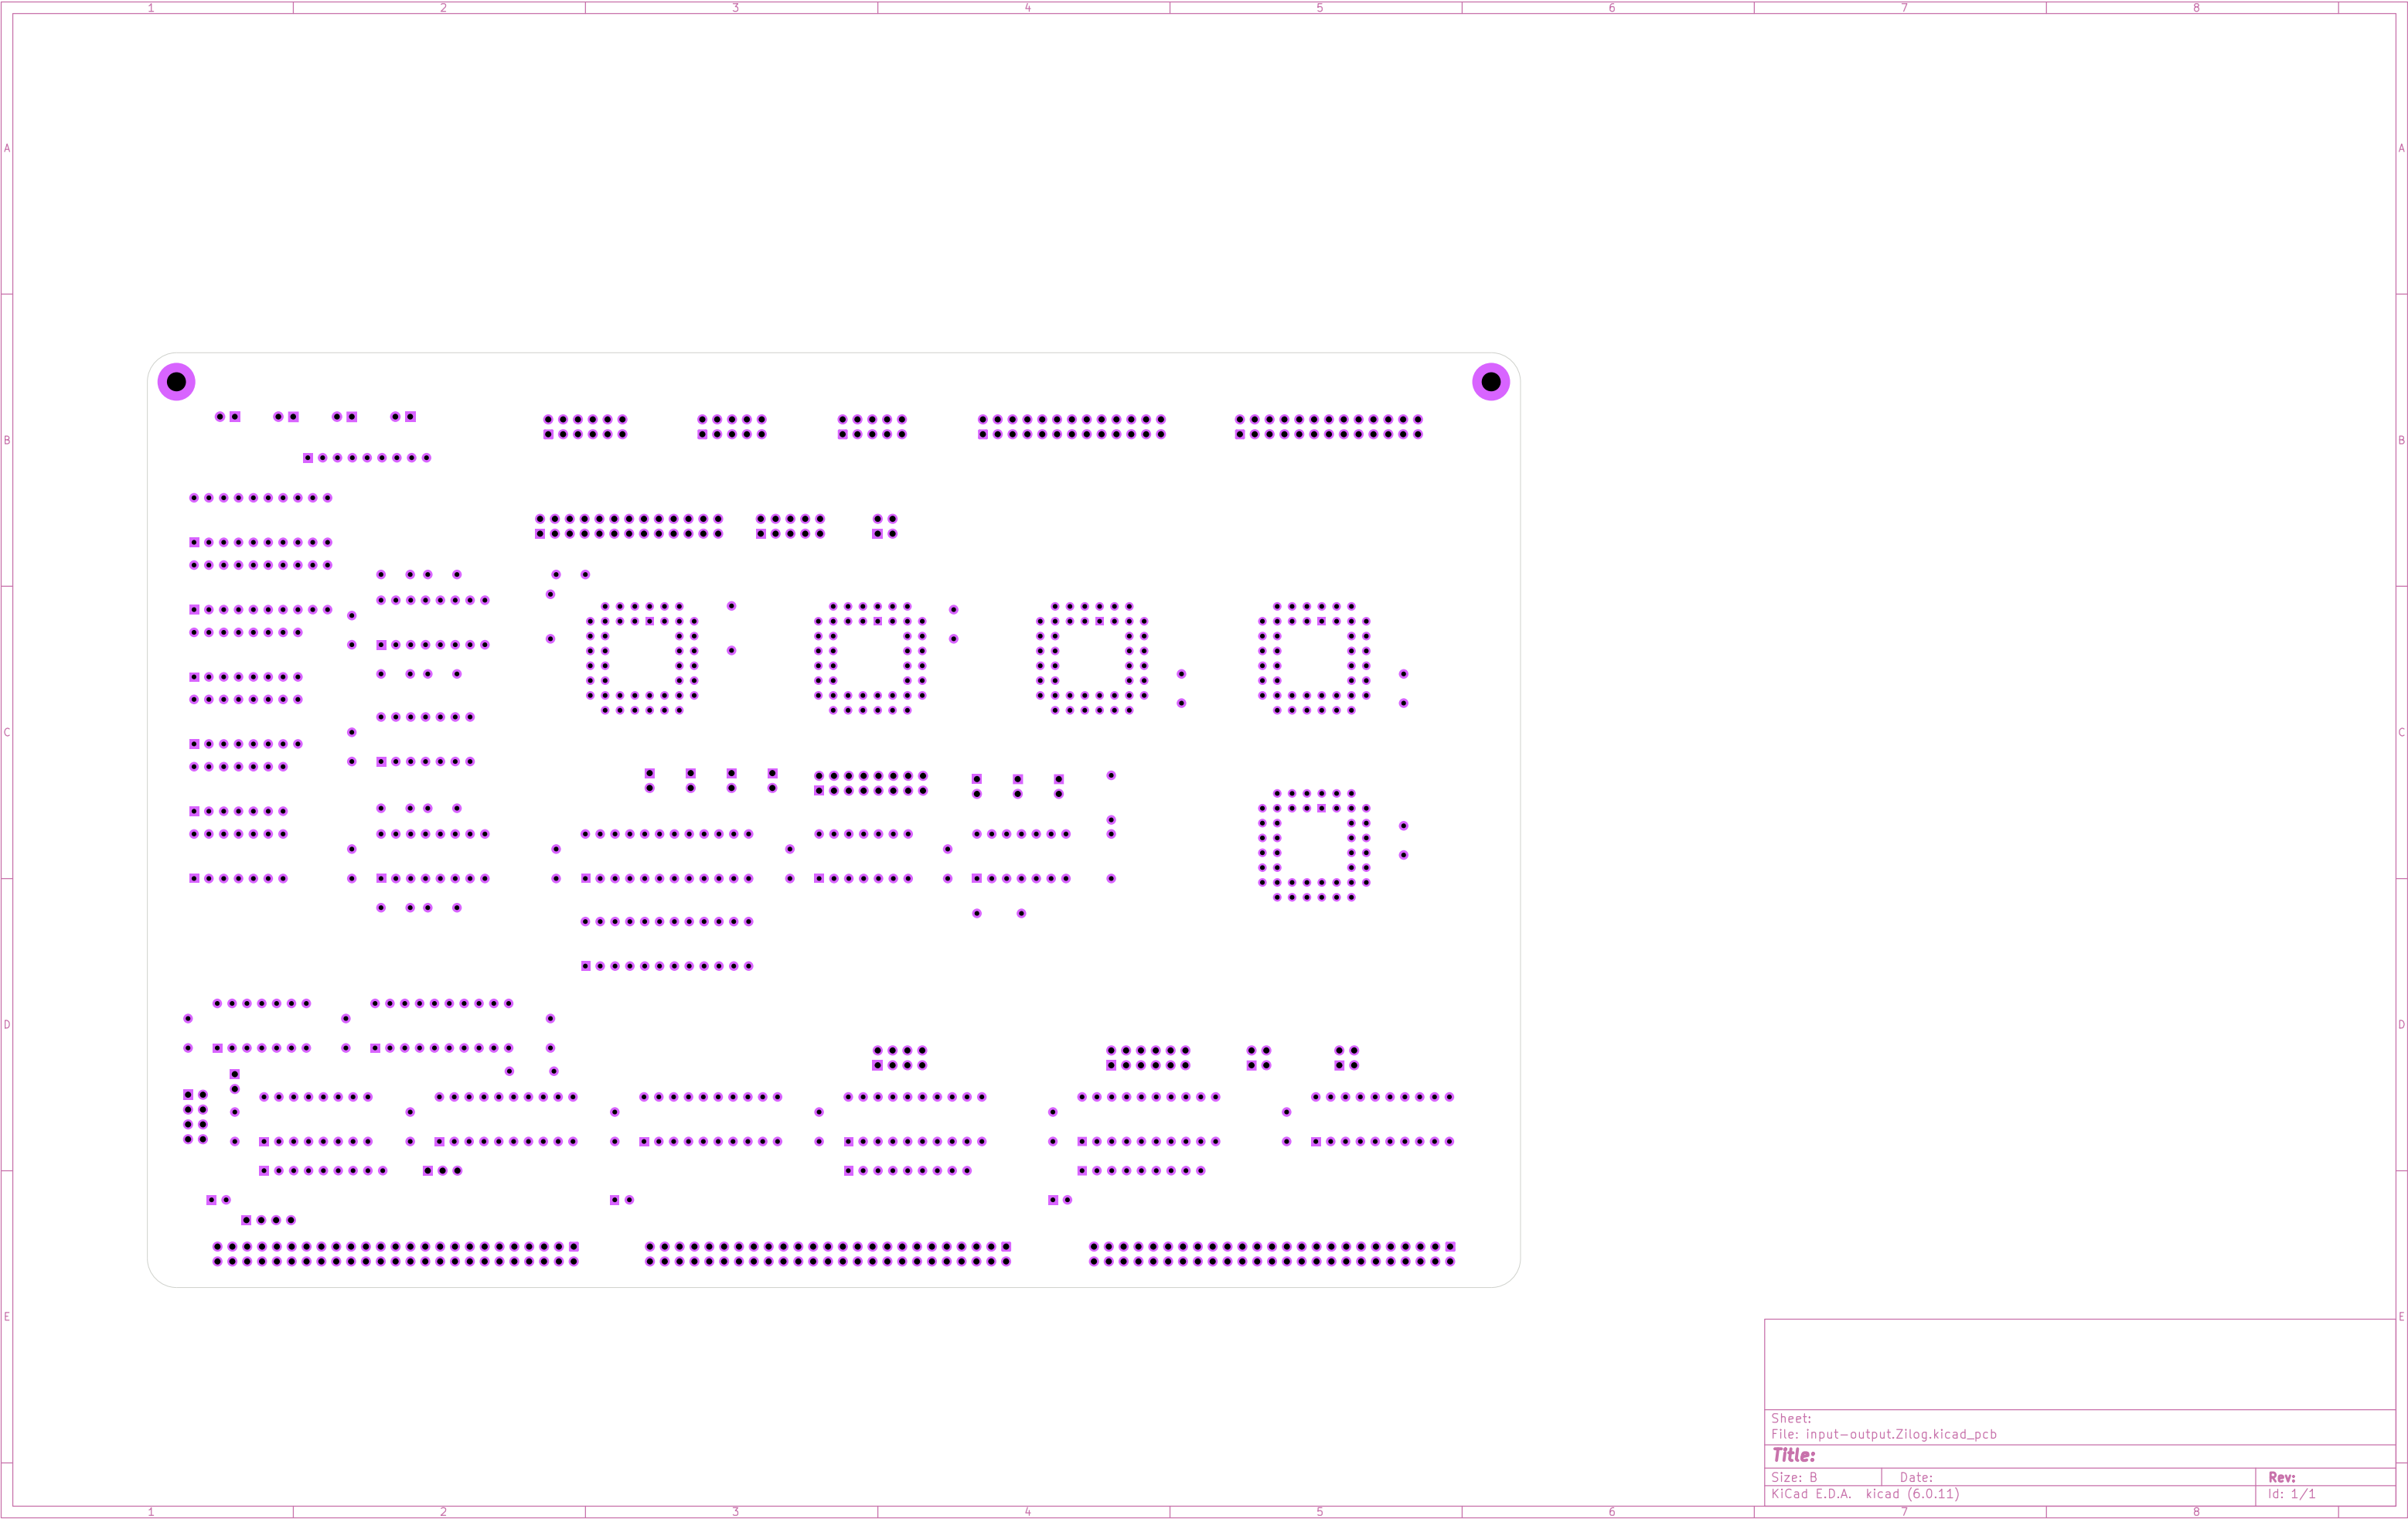 1 2 3 4 5 6 7 8
A A
B B
C C
D D
E E
Sheet:
File: input-output.Zilog.kicad_pcb
Title:
Size: B Date: Rev:
KiCad E.D.A. kicad (6.0.11) Id: 1/1
1 2 3 4 5 6 7 8